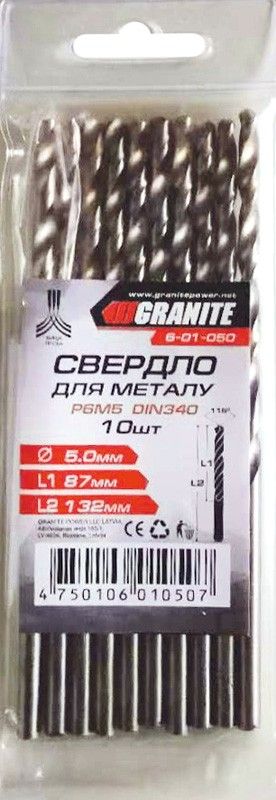 www.granitepower.net
GRANITE
6-01-050
СВЕРДЛО
ДЛЯ МЕТАЛУ
Р6М5 DIN340
10шт
118°
Ø 5.0мм
L1 87мм
L2 132мм
L1
L2
CE
4 750106 010507